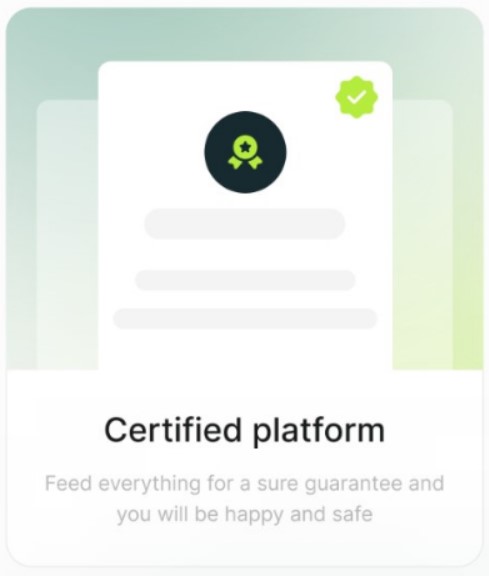 Certified platform
Feed everything for a sure guarantee and
you will be happy and safe